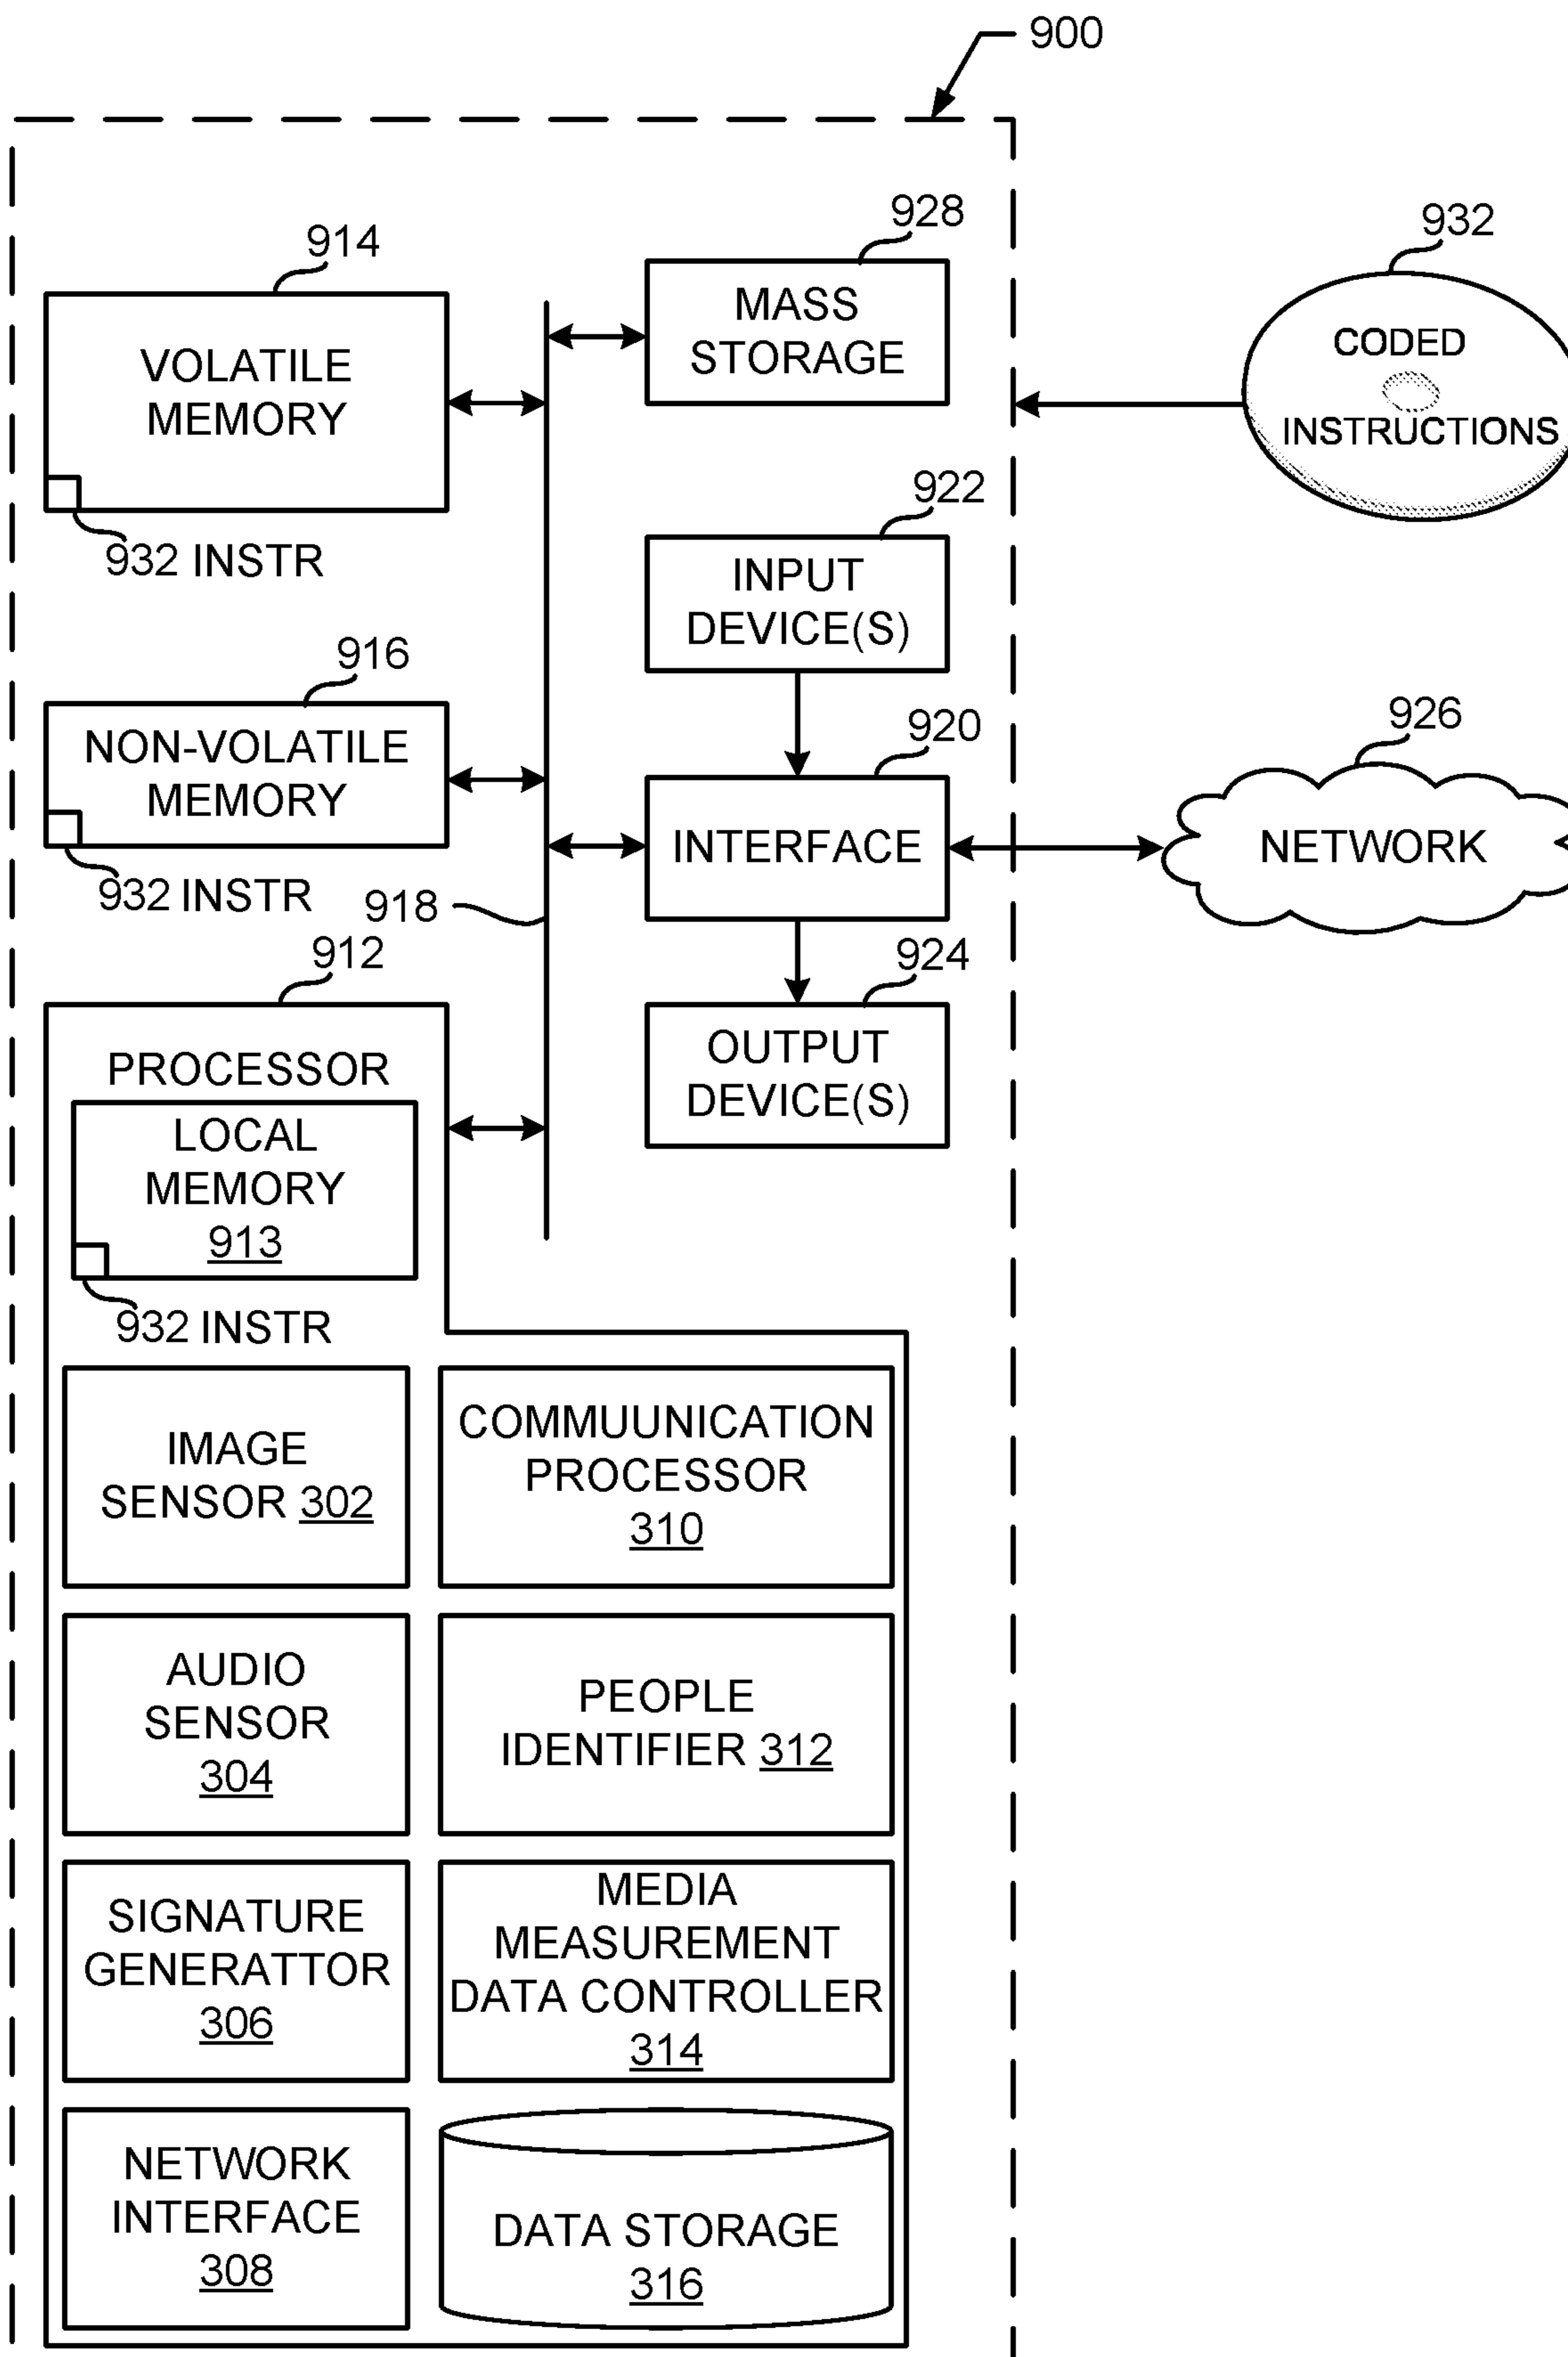 900
914
VOLATILE
MEMORY
932 INSTR
928
MASS
STORAGE
932
CODED
INSTRUCTIONS
922
INPUT
DEVICE(S)
916
NON-VOLATILE
MEMORY
932 INSTR
918
920
INTERFACE
926
NETWORK
924
OUTPUT
DEVICE(S)
912
PROCESSOR
LOCAL
MEMORY
913
932 INSTR
IMAGE
SENSOR 302
COMMUUNICATION
PROCESSOR
310
AUDIO
SENSOR
304
PEOPLE
IDENTIFIER 312
SIGNATURE
GENERATTOR
306
MEDIA
MEASUREMENT
DATA CONTROLLER
314
NETWORK
INTERFACE
308
DATA STORAGE
316